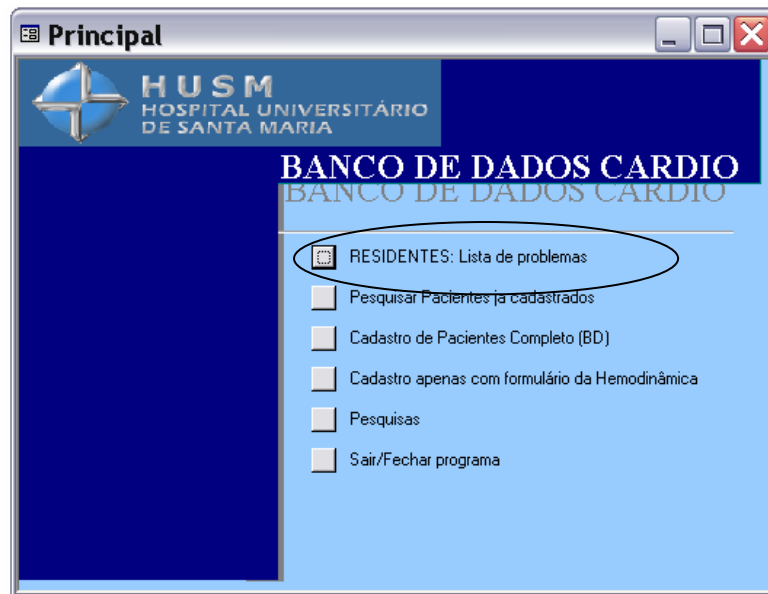 Principal
HUSM
HOSPITAL UNIVERSITÁRIO
DE SANTA MARIA
BANCO DE DADOS CARDIO
BANCO DE DADOS CARDIO
RESIDENTES: Lista de problemas
Pesquisar Pacientes já cadastrados
Cadastro de Pacientes Completo (BD)
Cadastro apenas com formulário da Hemodinâmica
Pesquisas
Sair/Fechar programa